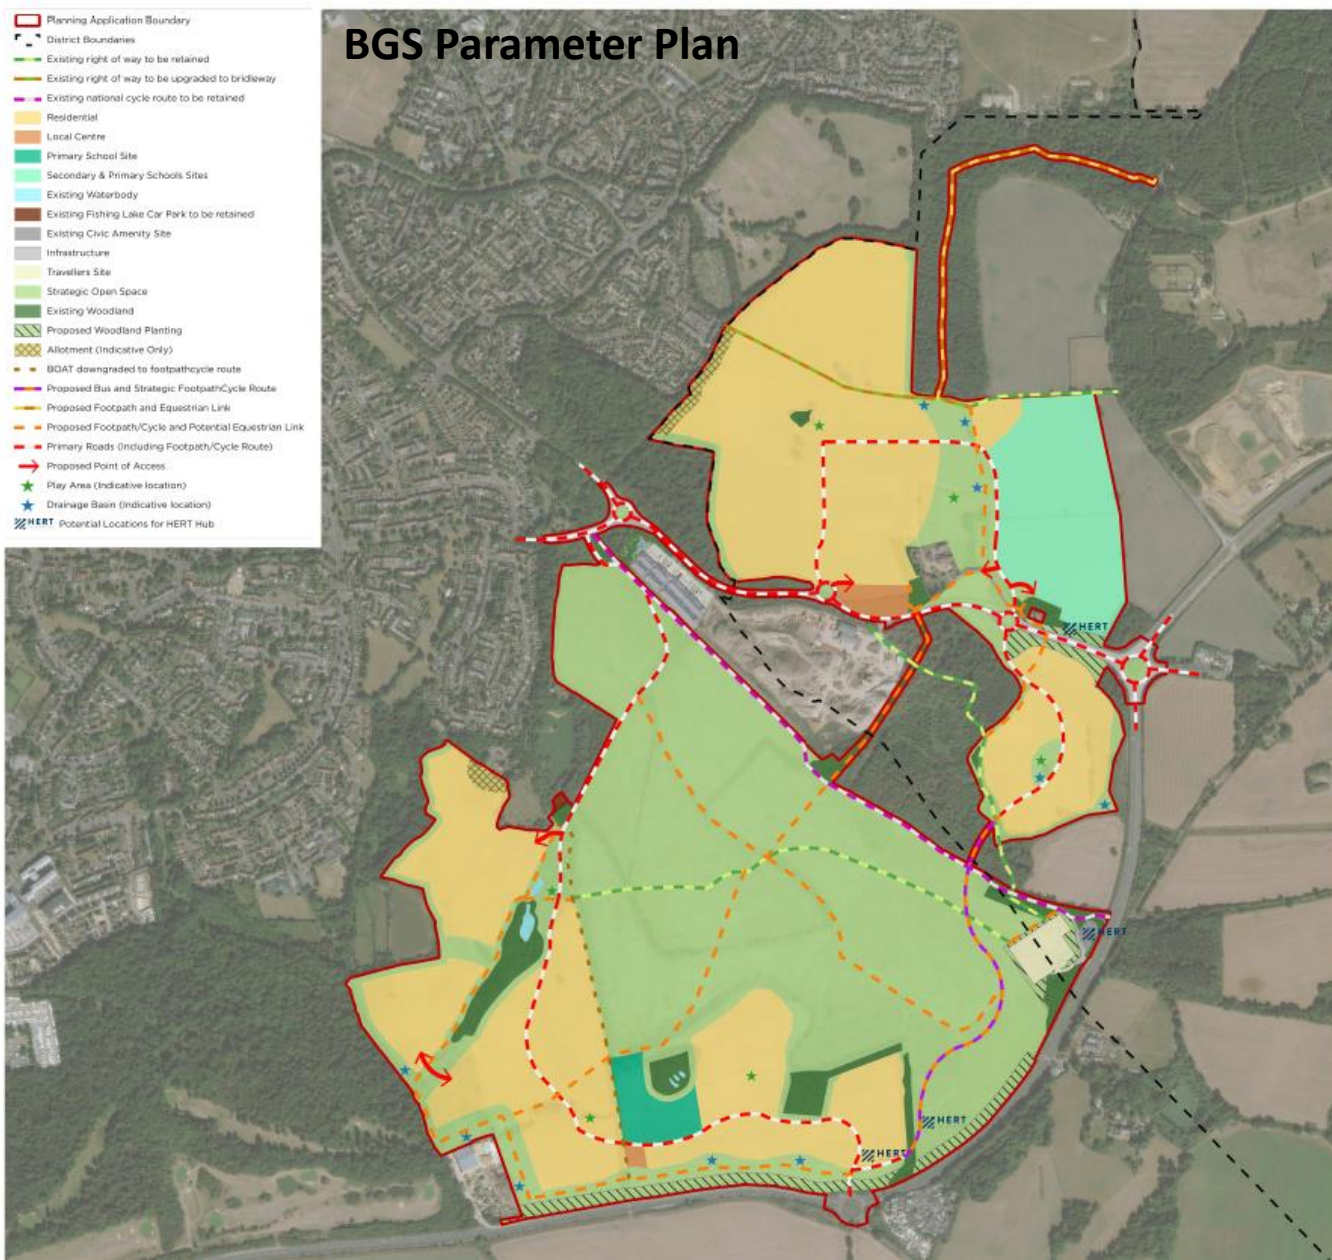 BGS Parameter Plan
Planning Application Boundary
District Boundaries
Existing right of way to be retained
Existing right of way to be upgraded to bridleway
Existing national cycle route to be retained
Residential
Local Centre
Primary School Site
Secondary & Primary Schools Sites
Existing Waterbody
Existing Fishing Lake Car Park to be retained
Existing Civic Amenity Site
Infrastructure
Travellers Site
Strategic Open Space
Existing Woodland
Proposed Woodland Planting
Allotment (Indicative Only)
BOAT downgraded to footpathcycle route
Proposed Bus and Strategic FootpathCycle Route
Proposed Footpath and Equestrian Link
Proposed Footpath/Cycle and Potential Equestrian Link
Primary Roads (Including Footpath/Cycle Route)
Proposed Point of Access
Play Area (Indicative location)
Drainage Basin (Indicative location)
HERT Potential Locations for HERT Hub
HERT
HERT
HERT
HERT